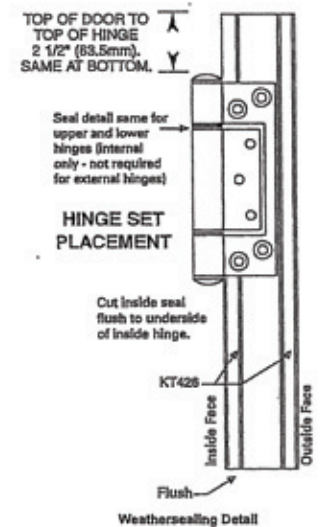 TOP OF DOOR TO
TOP OF HINGE
2 1/2" (63.5mm).
SAME AT BOTTOM.
Seal detail same for
upper and lower
hinges (internal
only - not required
for external hinges)
HINGE SET
PLACEMENT
Cut inside seal
flush to underside
of inside hinge.
KT426
Inside Face
Outside Face
Flush
Weathersealing Detail